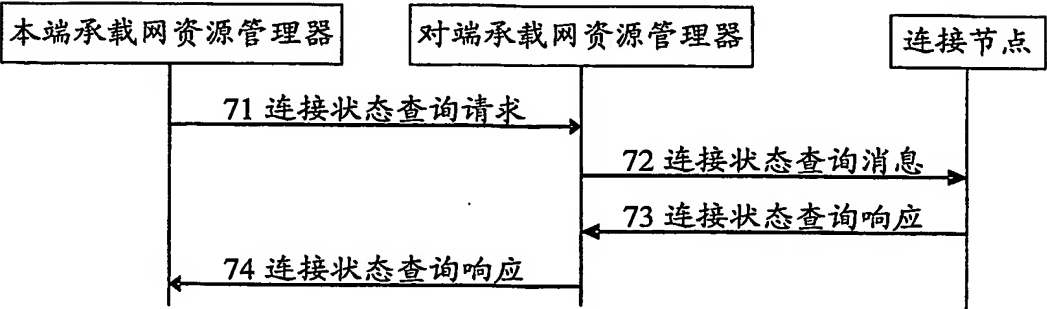 本端承载网资源管理器
对端承载网资源管理器
连接节点
71 连接状态查询请求
72 连接状态查询消息
73 连接状态查询响应
74 连接状态查询响应